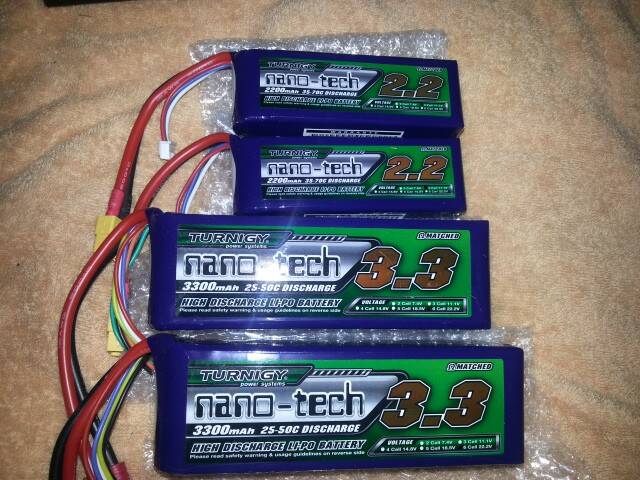 TURNIGY
MATCHED
nano-tech 2.2
2200mAh 35-70C DISCHARGE
HIGH DISCHARGE LI-PO BATTERY
VOLTAGE
TURNIGY
MATCHED
nano-tech 2.2
2200mAh 35-70C DISCHARGE
HIGH DISCHARGE LI-PO BATTERY
VOLTAGE
TURNIGY
power systems
MATCHED
nano-tech 3.3
3300mAh 25-50C DISCHARGE
HIGH DISCHARGE LI-PO BATTERY
Please read safety warning & usage guidelines on reverse side
VOLTAGE 2 Cell 7.4V 3 Cell 11.1V
4 Cell 14.8V 5 Cell 18.5V 6 Cell 22.2V
TURNIGY
power systems
MATCHED
nano-tech 3.3
3300mAh 25-50C DISCHARGE
HIGH DISCHARGE LI-PO BATTERY
Please read safety warning & usage guidelines on reverse side
VOLTAGE 2 Cell 7.4V 3 Cell 11.1V
4 Cell 14.8V 5 Cell 18.5V 6 Cell 22.2V